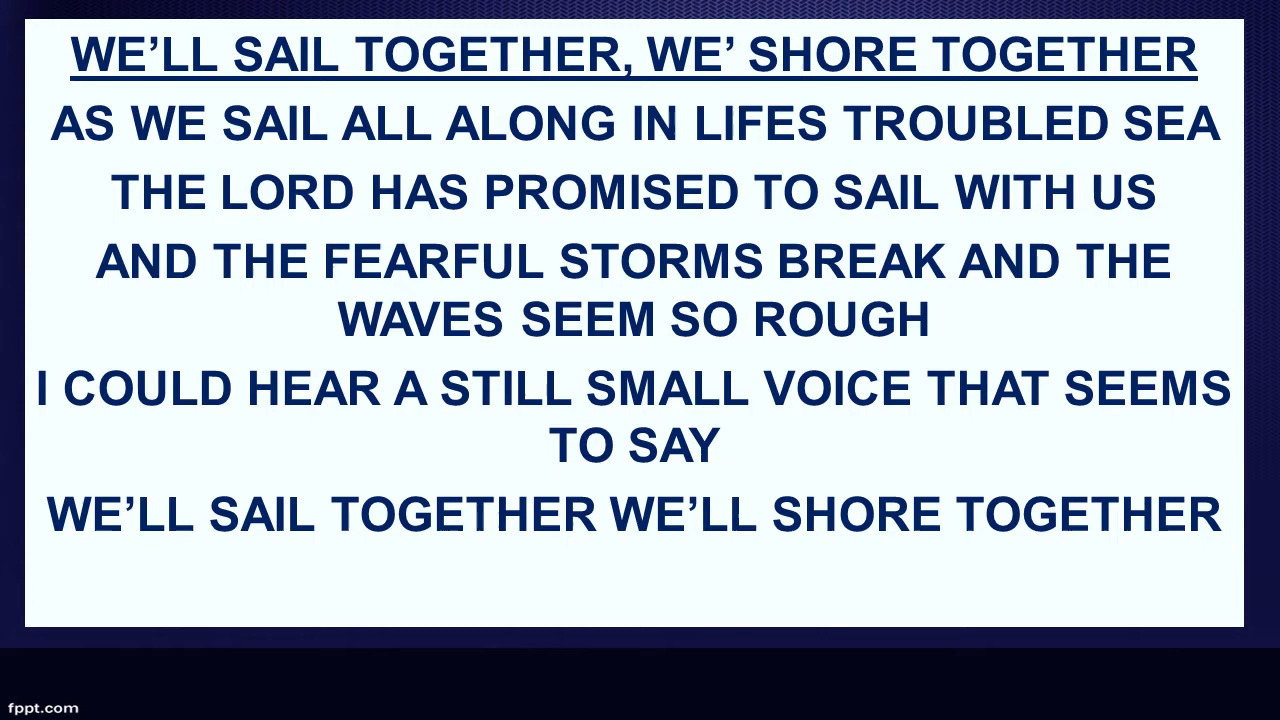 WE’LL SAIL TOGETHER, WE’ SHORE TOGETHER
AS WE SAIL ALL ALONG IN LIFES TROUBLED SEA
THE LORD HAS PROMISED TO SAIL WITH US
AND THE FEARFUL STORMS BREAK AND THE
WAVES SEEM SO ROUGH
I COULD HEAR A STILL SMALL VOICE THAT SEEMS
TO SAY
WE’LL SAIL TOGETHER WE’LL SHORE TOGETHER
fppt.com